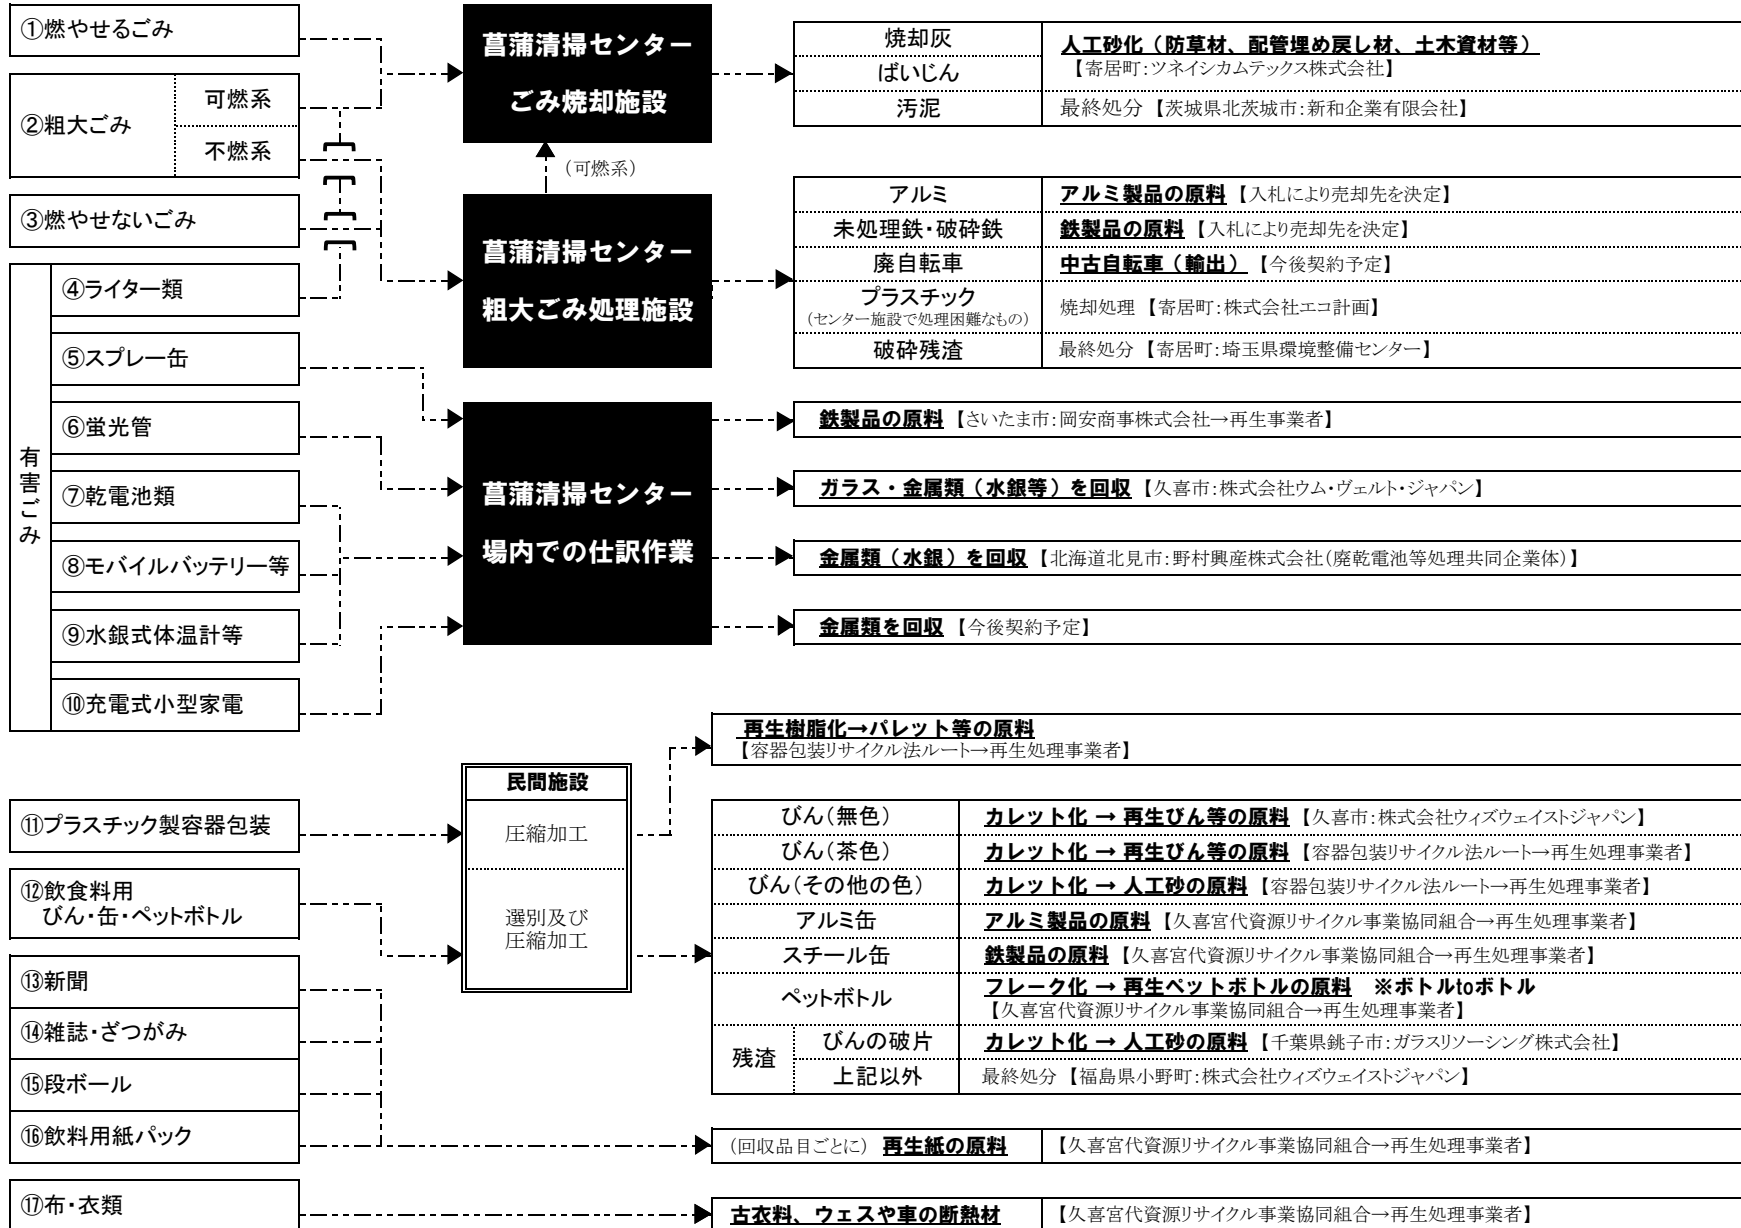 ①燃やせるごみ
②粗大ごみ
可燃系
不燃系
③燃やせないごみ
有害ごみ
④ライター類
⑤スプレー缶
⑥蛍光管
⑦乾電池類
⑧モバイルバッテリー等
⑨水銀式体温計等
⑩充電式小型家電
⑪プラスチック製容器包装
⑫飲食料用
びん・缶・ペットボトル
⑬新聞
⑭雑誌・ざつがみ
⑮段ボール
⑯飲料用紙パック
⑰布・衣類
菖蒲清掃センター
ごみ焼却施設
(可燃系)
菖蒲清掃センター
粗大ごみ処理施設
菖蒲清掃センター
場内での仕訳作業
民間施設
圧縮加工
選別及び
圧縮加工
焼却灰
ばいじん
人工砂化（防草材、配管埋め戻し材、土木資材等）
【寄居町：ツネイシカムテックス株式会社】
汚泥 最終処分【茨城県北茨城市：新和企業有限会社】
アルミ アルミ製品の原料【入札により売却先を決定】
未処理鉄・破砕鉄 鉄製品の原料【入札により売却先を決定】
廃自転車 中古自転車（輸出）【今後契約予定】
プラスチック
(センター施設で処理困難なもの)
焼却処理【寄居町：株式会社エコ計画】
破砕残渣 最終処分【寄居町：埼玉県環境整備センター】
鉄製品の原料【さいたま市：岡安商事株式会社→再生事業者】
ガラス・金属類（水銀等）を回収【久喜市：株式会社ウム・ヴェルト・ジャパン】
金属類（水銀）を回収【北海道北見市：野村興産株式会社(廃乾電池等処理共同企業体)】
金属類を回収【今後契約予定】
再生樹脂化→パレット等の原料
【容器包装リサイクル法ルート→再生処理事業者】
びん(無色) カレット化 → 再生びん等の原料【久喜市：株式会社ウィズウェイストジャパン】
びん(茶色) カレット化 → 再生びん等の原料【容器包装リサイクル法ルート→再生処理事業者】
びん(その他の色) カレット化 → 人工砂の原料【容器包装リサイクル法ルート→再生処理事業者】
アルミ缶 アルミ製品の原料【久喜宮代資源リサイクル事業協同組合→再生処理事業者】
スチール缶 鉄製品の原料【久喜宮代資源リサイクル事業協同組合→再生処理事業者】
ペットボトル フレーク化 → 再生ペットボトルの原料 ※ボトルtoボトル
【久喜宮代資源リサイクル事業協同組合→再生処理事業者】
残渣
びんの破片 カレット化 → 人工砂の原料【千葉県銚子市：ガラスリソーシング株式会社】
上記以外 最終処分【福島県小野町：株式会社ウィズウェイストジャパン】
(回収品目ごとに) 再生紙の原料 【久喜宮代資源リサイクル事業協同組合→再生処理事業者】
古衣料、ウェスや車の断熱材 【久喜宮代資源リサイクル事業協同組合→再生処理事業者】